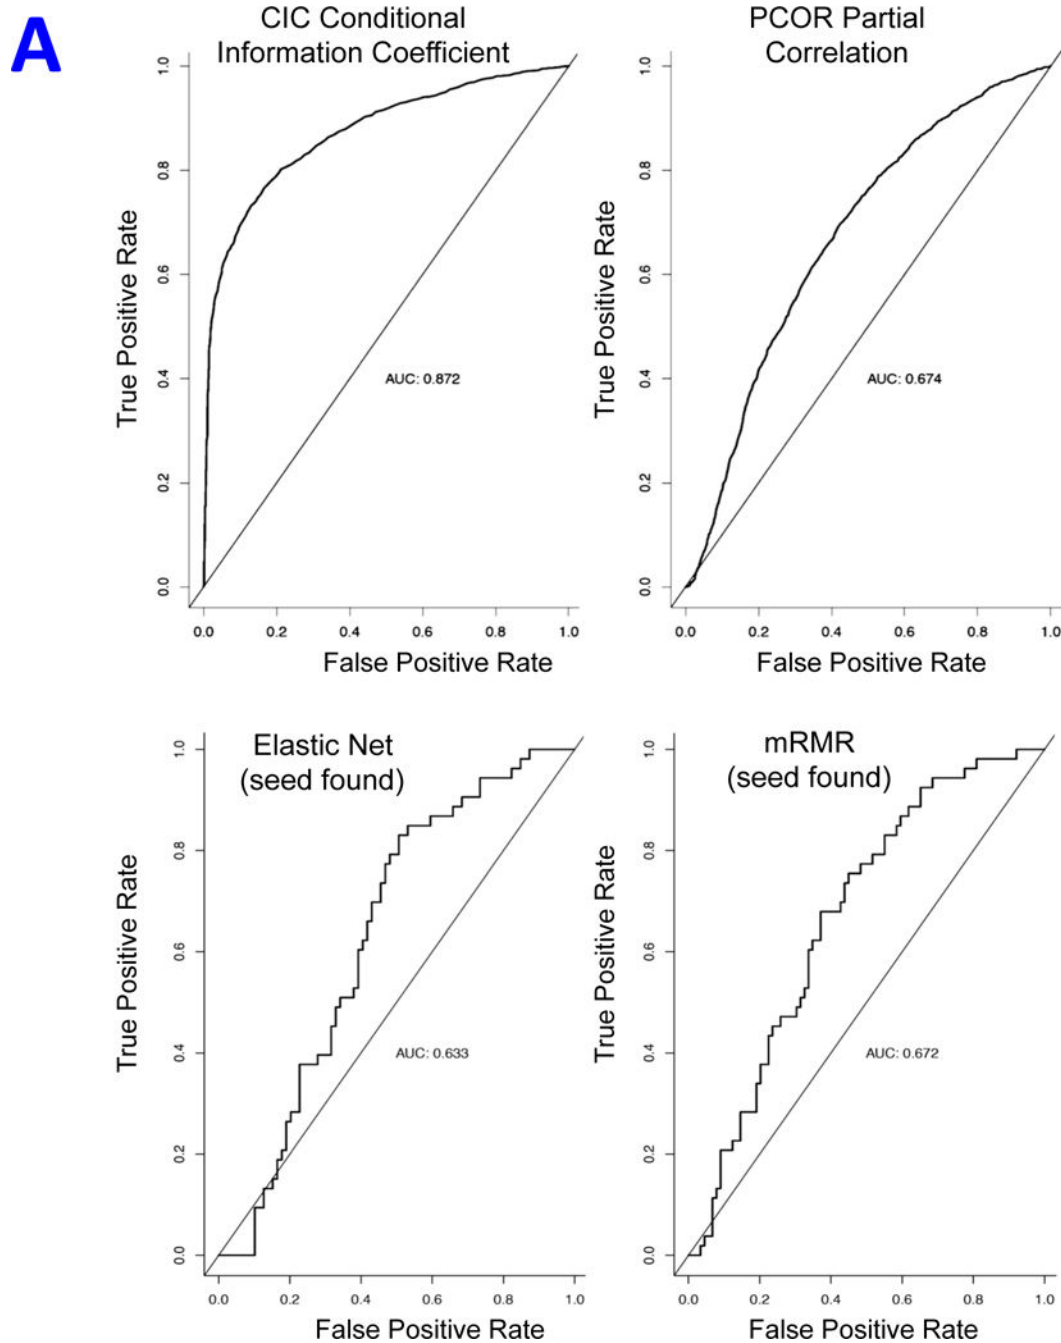 A
CIC Conditional
Information Coefficient
True Positive Rate
1.0
0.8
0.6
0.4
0.2
0.0
AUC: 0.872
0.0 0.2 0.4 0.6 0.8 1.0
False Positive Rate
PCOR Partial
Correlation
True Positive Rate
1.0
0.8
0.6
0.4
0.2
0.0
AUC: 0.674
0.0 0.2 0.4 0.6 0.8 1.0
False Positive Rate
Elastic Net
(seed found)
True Positive Rate
1.0
0.8
0.6
0.4
0.2
0.0
AUC: 0.633
0.0 0.2 0.4 0.6 0.8 1.0
False Positive Rate
mRMR
(seed found)
True Positive Rate
1.0
0.8
0.6
0.4
0.2
0.0
AUC: 0.672
0.0 0.2 0.4 0.6 0.8 1.0
False Positive Rate